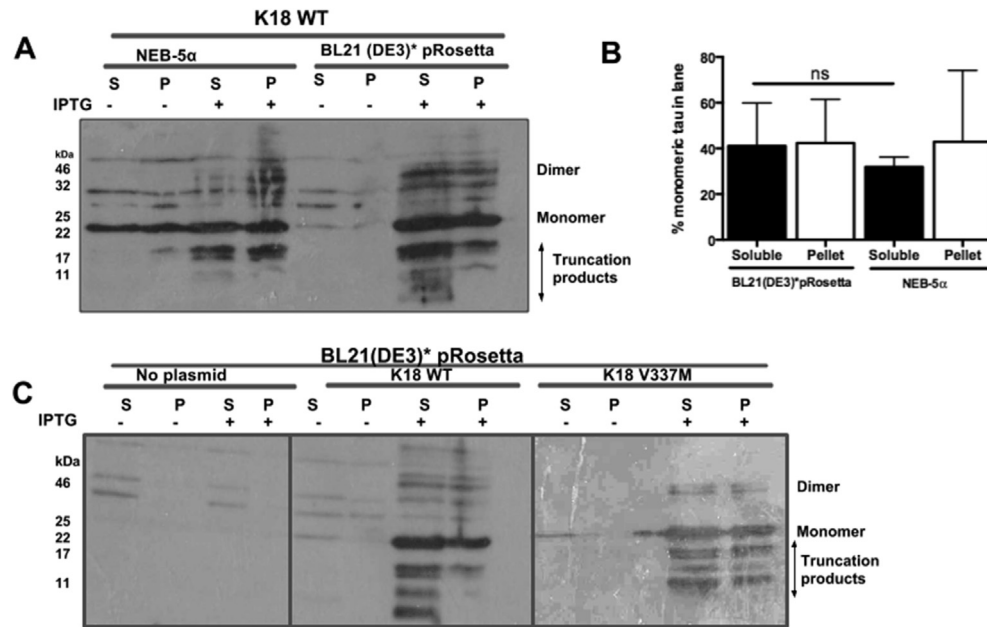 K18 WT
A
NEB-5α
BL21 (DE3)* pRosetta
S P S P S P S P
IPTG - - + + - - + +
kDa
46
32
25
22
17
11
Dimer
Monomer
Truncation
products
B
ns
% monomeric tau in lane
80
60
40
20
0
Soluble Pellet Soluble Pellet
BL21(DE3)*pRosetta NEB-5α
BL21(DE3)* pRosetta
C
No plasmid K18 WT K18 V337M
S P S P S P S P S P S P
IPTG - - + + - - + + - - + +
kDa
46
25
22
17
11
Dimer
Monomer
Truncation
products